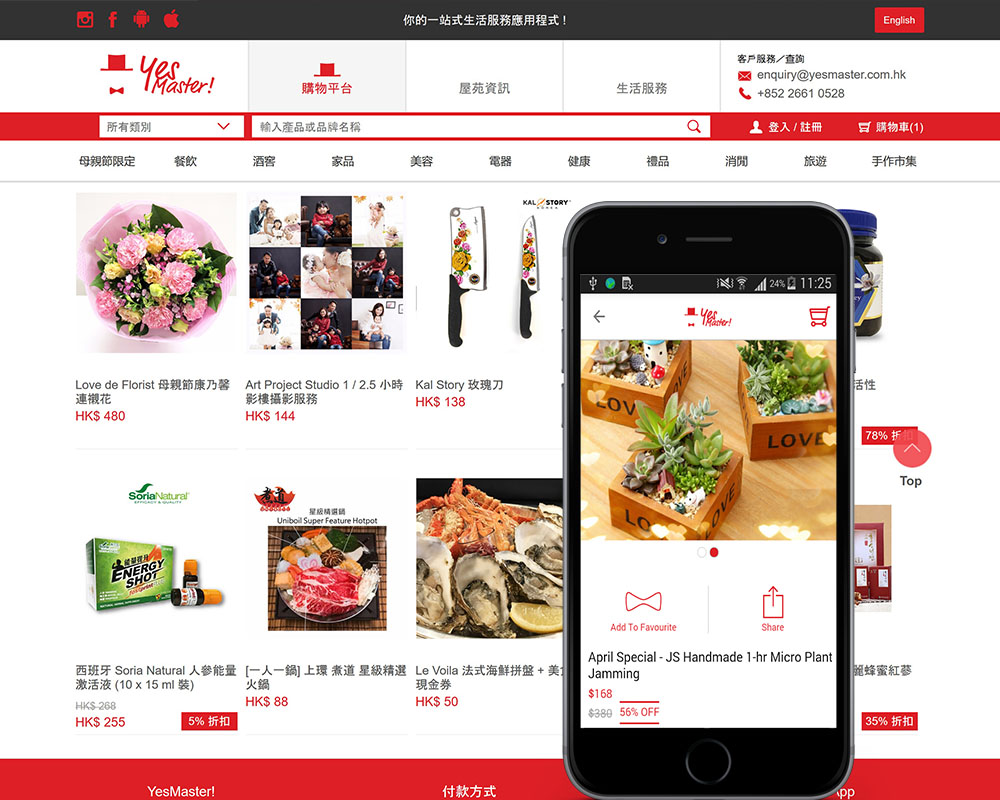 你的一站式生活服務應用程式 !
English
Yes Master!
購物平台
屋苑資訊
生活服務
客戶服務／查詢
enquiry@yesmaster.com.hk
+852 2661 0528
所有類別
輸入產品或品牌名稱
登入 / 註冊
購物車(1)
母親節限定
餐飲
酒窖
家品
美容
電器
健康
禮品
消閒
旅遊
手作市集
KAL STORY
KOREA
Love de Florist 母親節康乃馨
連襯花
HK$ 480
Art Project Studio 1 / 2.5 小時
影樓攝影服務
HK$ 144
Kal Story 玫瑰刀
HK$ 138
活性
78% 折扣
Top
SoriaNatural
EFFICACY & QUALITY
ENERGY
SHOT
煮道
星級精選鍋
Uniboil Super Feature Hotpot
西班牙 Soria Natural 人參能量
激活液 (10 x 15 ml 裝)
HK$ 268
HK$ 255
5% 折扣
[一人一鍋] 上環 煮道 星級精選
火鍋
HK$ 88
Le Voila 法式海鮮拼盤 + 美
現金券
HK$ 50
麗蜂蜜紅蔘
35% 折扣
24%
11:25
Yes Master!
LOV
LOVE
LOVE
Add To Favourite
Share
April Special - JS Handmade 1-hr Micro Plant
Jamming
$168
$380
56% OFF
YesMaster!
付款方式
App